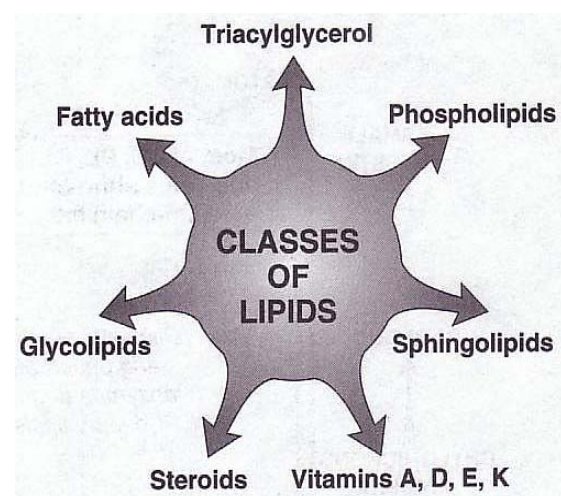 Triacylglycerol
Fatty acids
Phospholipids
CLASSES
OF
LIPIDS
Glycolipids
Sphingolipids
Steroids
Vitamins A, D, E, K